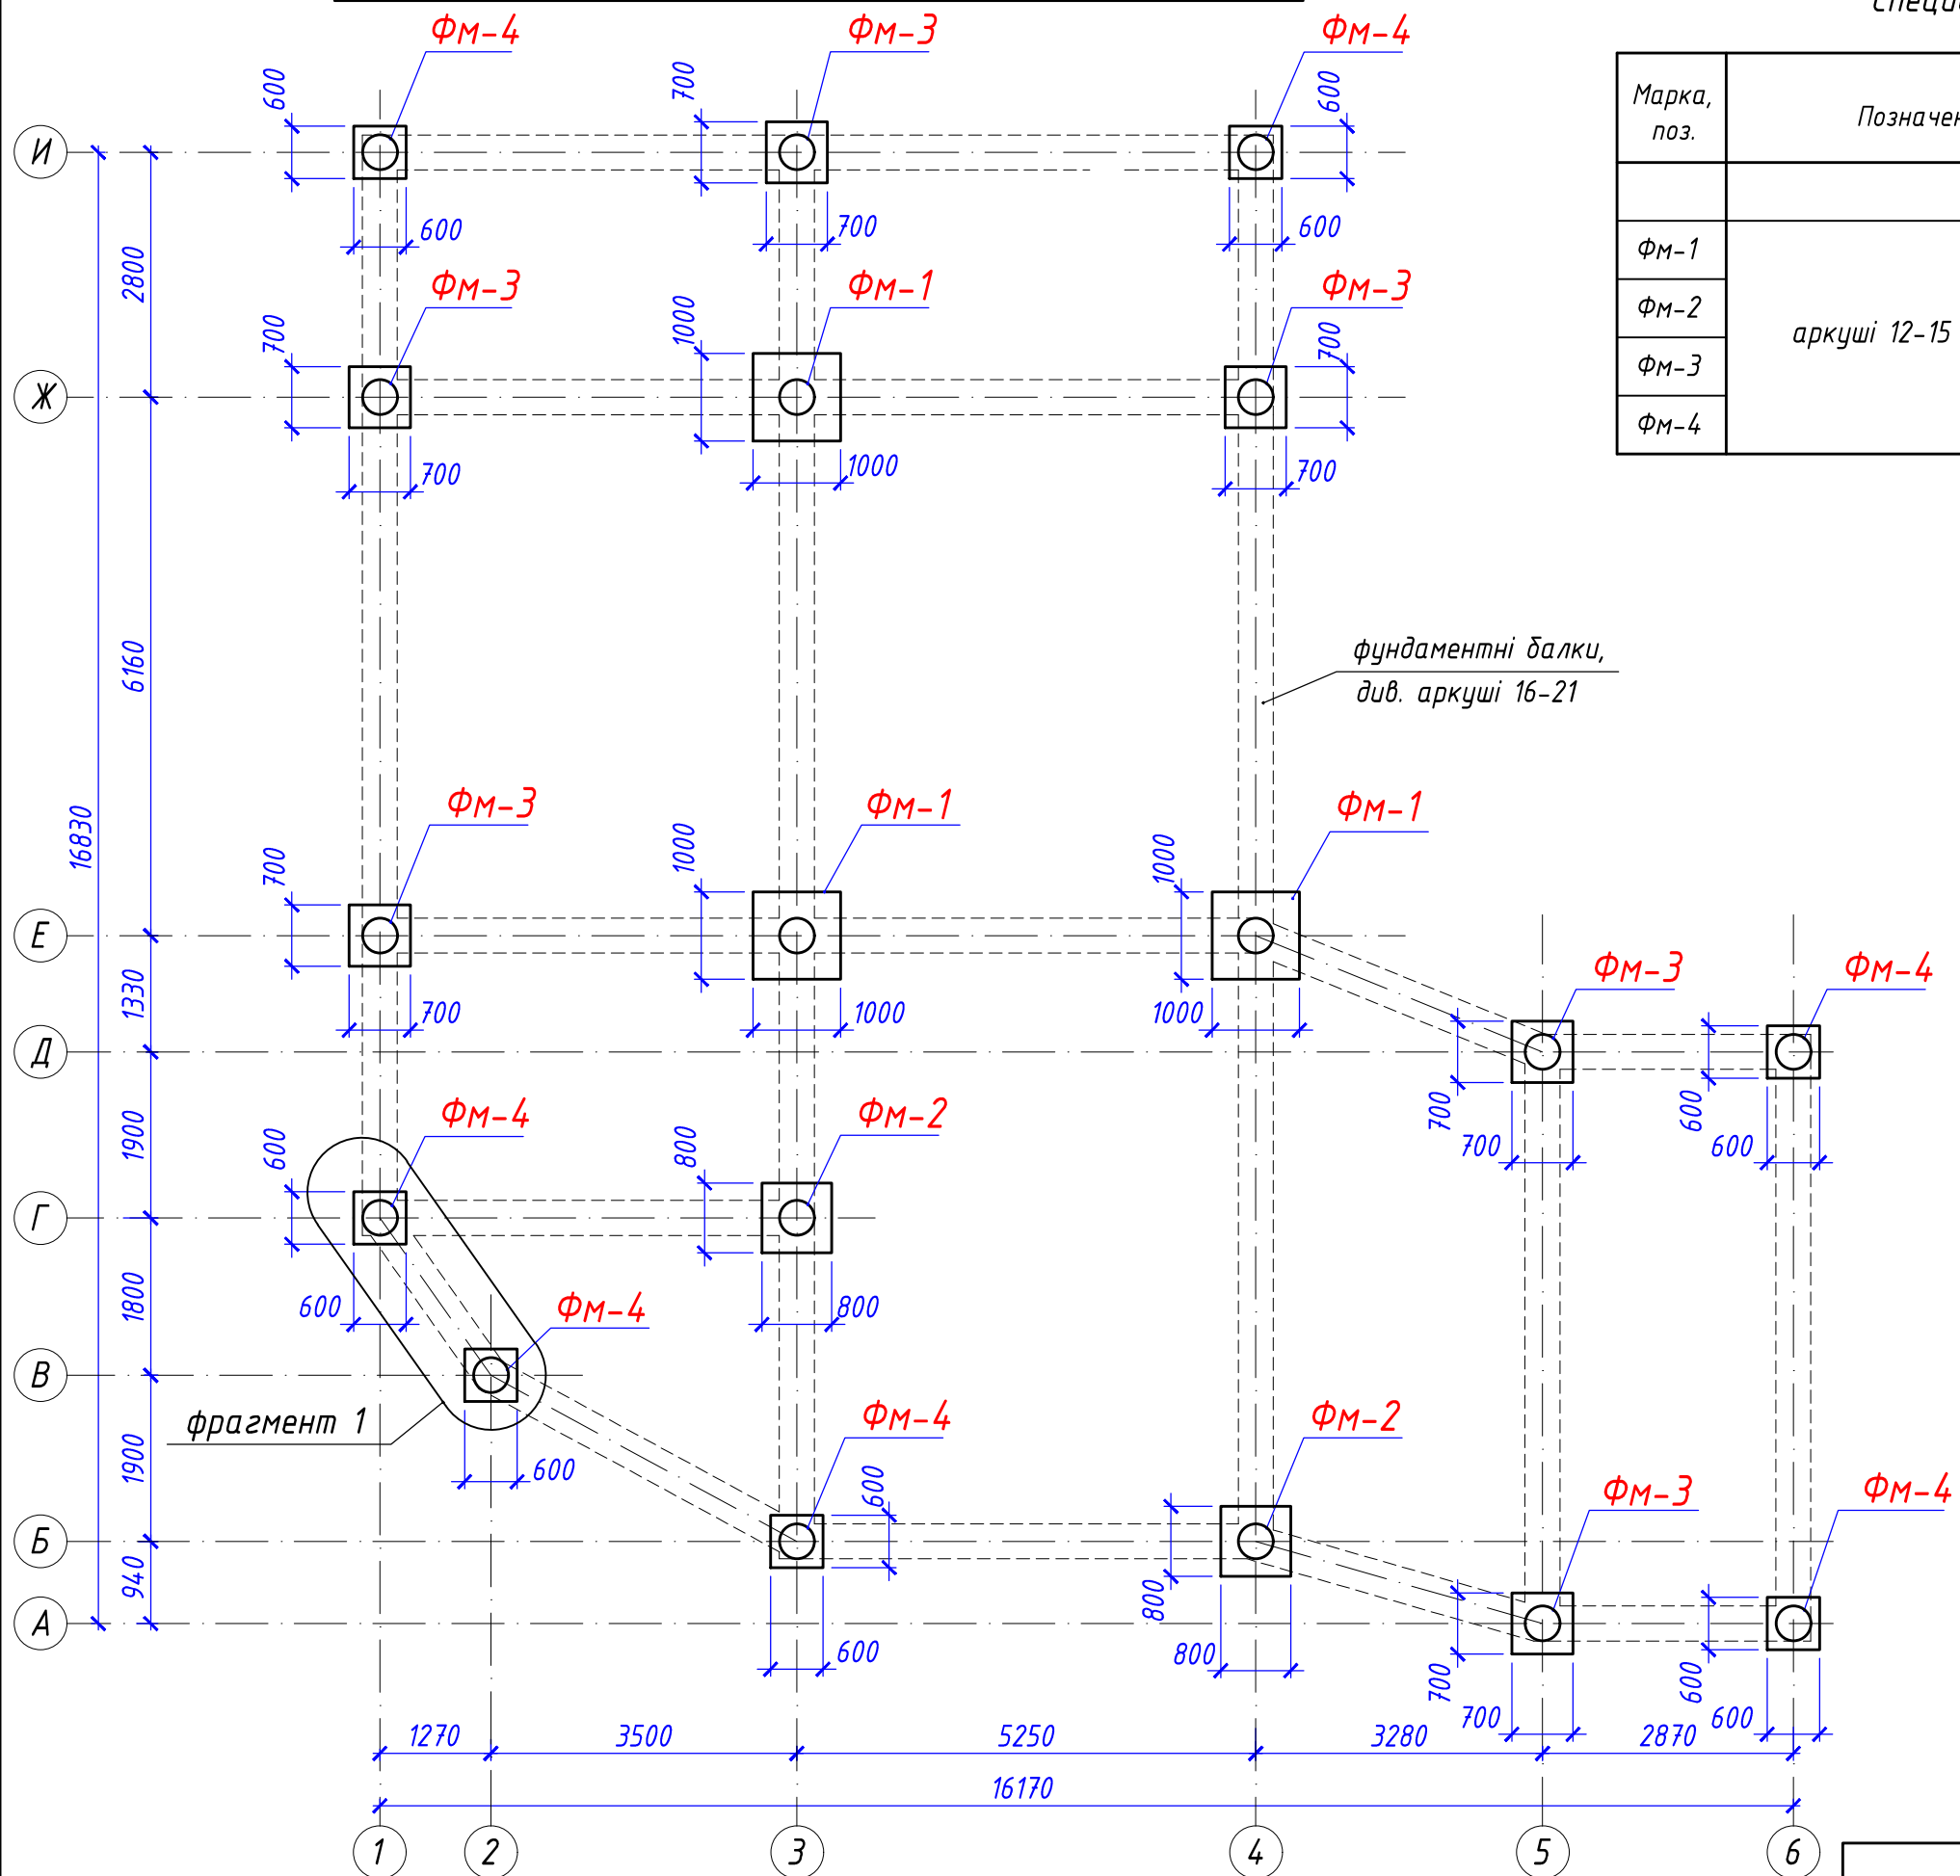 Фм-4
Фм-3
Фм-4
600
700
600
И
600
700
600
2800
Фм-3
Фм-1
Фм-3
700
1000
700
Ж
700
1000
700
Марка,
поз.
Фм-1
Фм-2
аркуші 12-15
Фм-3
Фм-4
6160
фундаментні балки,
див. аркуші 16-21
16830
Фм-3
Фм-1
Фм-1
700
1000
1000
Е
700
1000
1000
1330
Фм-3
Фм-4
Д
700
600
700
600
1900
Фм-4
Фм-2
600
800
Г
600
800
1800
Фм-4
В
фрагмент 1
600
1900
Фм-4
Фм-2
600
800
Б
600
800
940
Фм-3
Фм-4
А
700
600
700
600
1270
3500
5250
3280
2870
16170
1
2
3
4
5
6